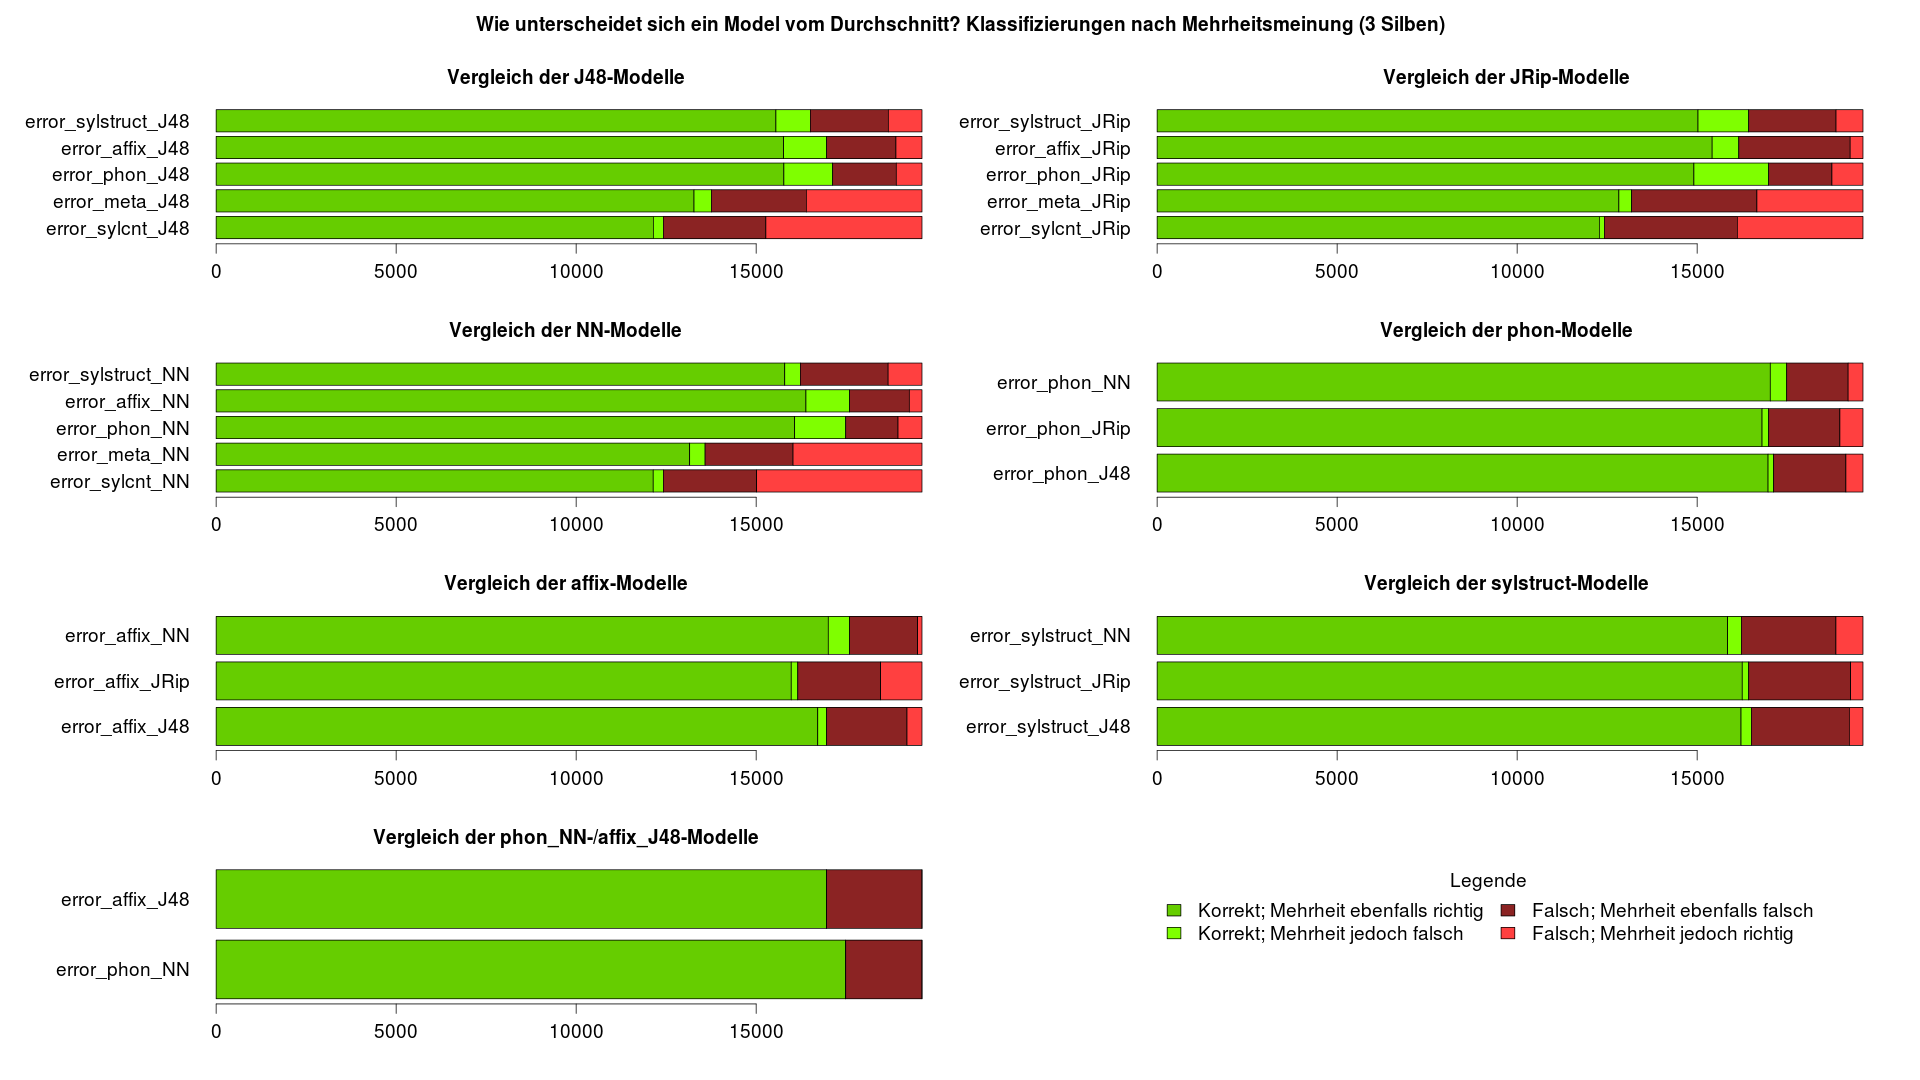 Wie unterscheidet sich ein Model vom Durchschnitt? Klassifizierungen nach Mehrheitsmeinung (3 Silben)
Vergleich der J48-Modelle
error_sylstruct_J48
error_affix_J48
error_phon_J48
error_meta_J48
error_sylcnt_J48
0 5000 10000 15000
Vergleich der JRip-Modelle
error_sylstruct_JRip
error_affix_JRip
error_phon_JRip
error_meta_JRip
error_sylcnt_JRip
0 5000 10000 15000
Vergleich der NN-Modelle
error_sylstruct_NN
error_affix_NN
error_phon_NN
error_meta_NN
error_sylcnt_NN
0 5000 10000 15000
Vergleich der phon-Modelle
error_phon_NN
error_phon_JRip
error_phon_J48
0 5000 10000 15000
Vergleich der affix-Modelle
error_affix_NN
error_affix_JRip
error_affix_J48
0 5000 10000 15000
Vergleich der sylstruct-Modelle
error_sylstruct_NN
error_sylstruct_JRip
error_sylstruct_J48
0 5000 10000 15000
Vergleich der phon_NN-/affix_J48-Modelle
error_affix_J48
error_phon_NN
0 5000 10000 15000
Legende
Korrekt; Mehrheit ebenfalls richtig Falsch; Mehrheit ebenfalls falsch
Korrekt; Mehrheit jedoch falsch Falsch; Mehrheit jedoch richtig